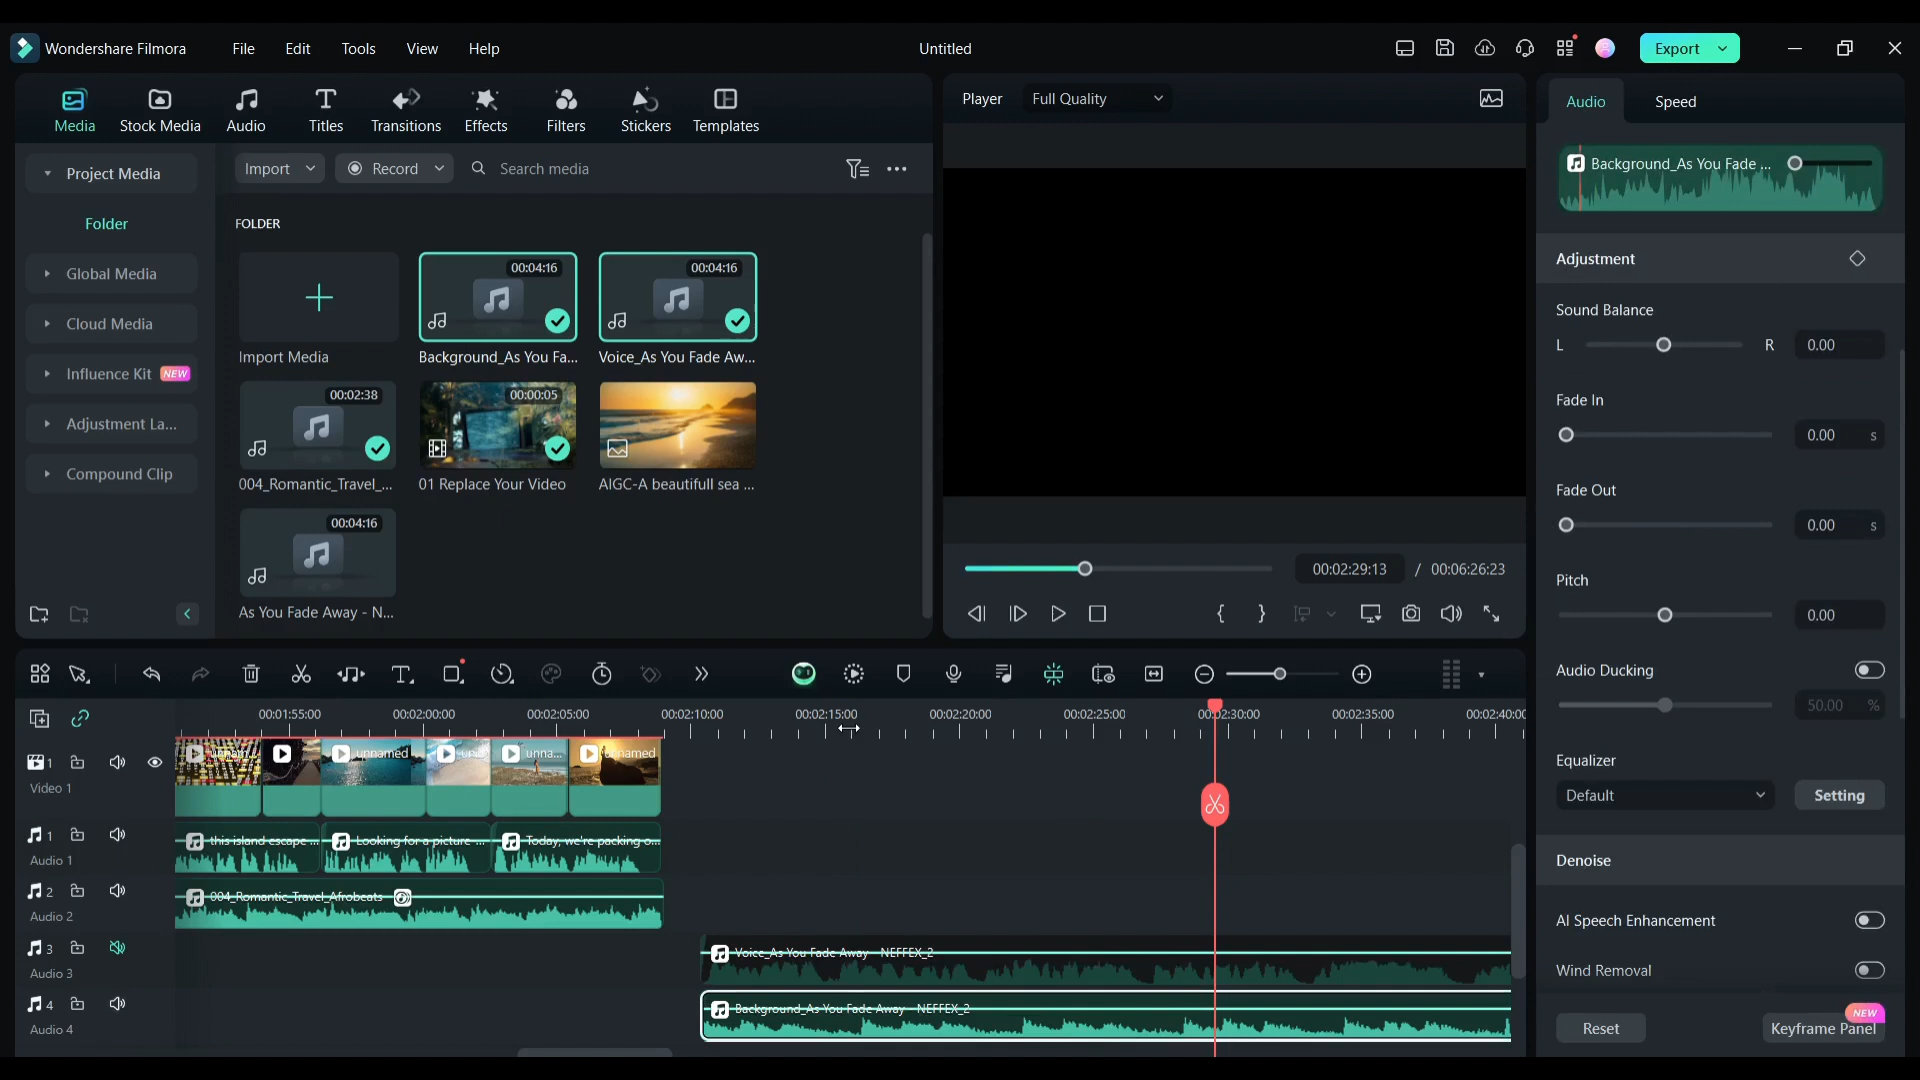 Wondershare Filmora File Edit Tools View Help Untitled Export
Media Stock Media Audio Titles Transitions Effects Filters Stickers Templates
Project Media
Folder
Global Media
Cloud Media
Influence Kit NEW
Adjustment La...
Compound Clip
Import Record Search media
FOLDER
Import Media
00:04:16
Background_As You Fa...
00:04:16
Voice_As You Fade Aw...
00:02:38
004_Romantic_Travel_...
00:00:05
01 Replace Your Video
AIGC-A beautifull sea ...
00:04:16
As You Fade Away - N...
Player Full Quality
00:02:29:13 / 00:06:26:23
Audio Speed
Background_As You Fade ...
Adjustment
Sound Balance
L R 0.00
Fade In
0.00 s
Fade Out
0.00 s
Pitch
0.00
Audio Ducking
50.00 %
Equalizer
Default Setting
Denoise
AI Speech Enhancement
Wind Removal
NEW
Reset Keyframe Panel
00:01:55:00 00:02:00:00 00:02:05:00 00:02:10:00 00:02:15:00 00:02:20:00 00:02:25:00 00:02:30:00 00:02:35:00 00:02:40:00
1 unnamed unna... unnamed
Video 1
1 this island escape ... Looking for a picture ... Today, we're packing o...
Audio 1
2 004_Romantic_Travel_Afrobeats
Audio 2
3 Voice_As You Fade Away - NEFFEX_2
Audio 3
4 Background_As You Fade Away - NEFFEX_2
Audio 4